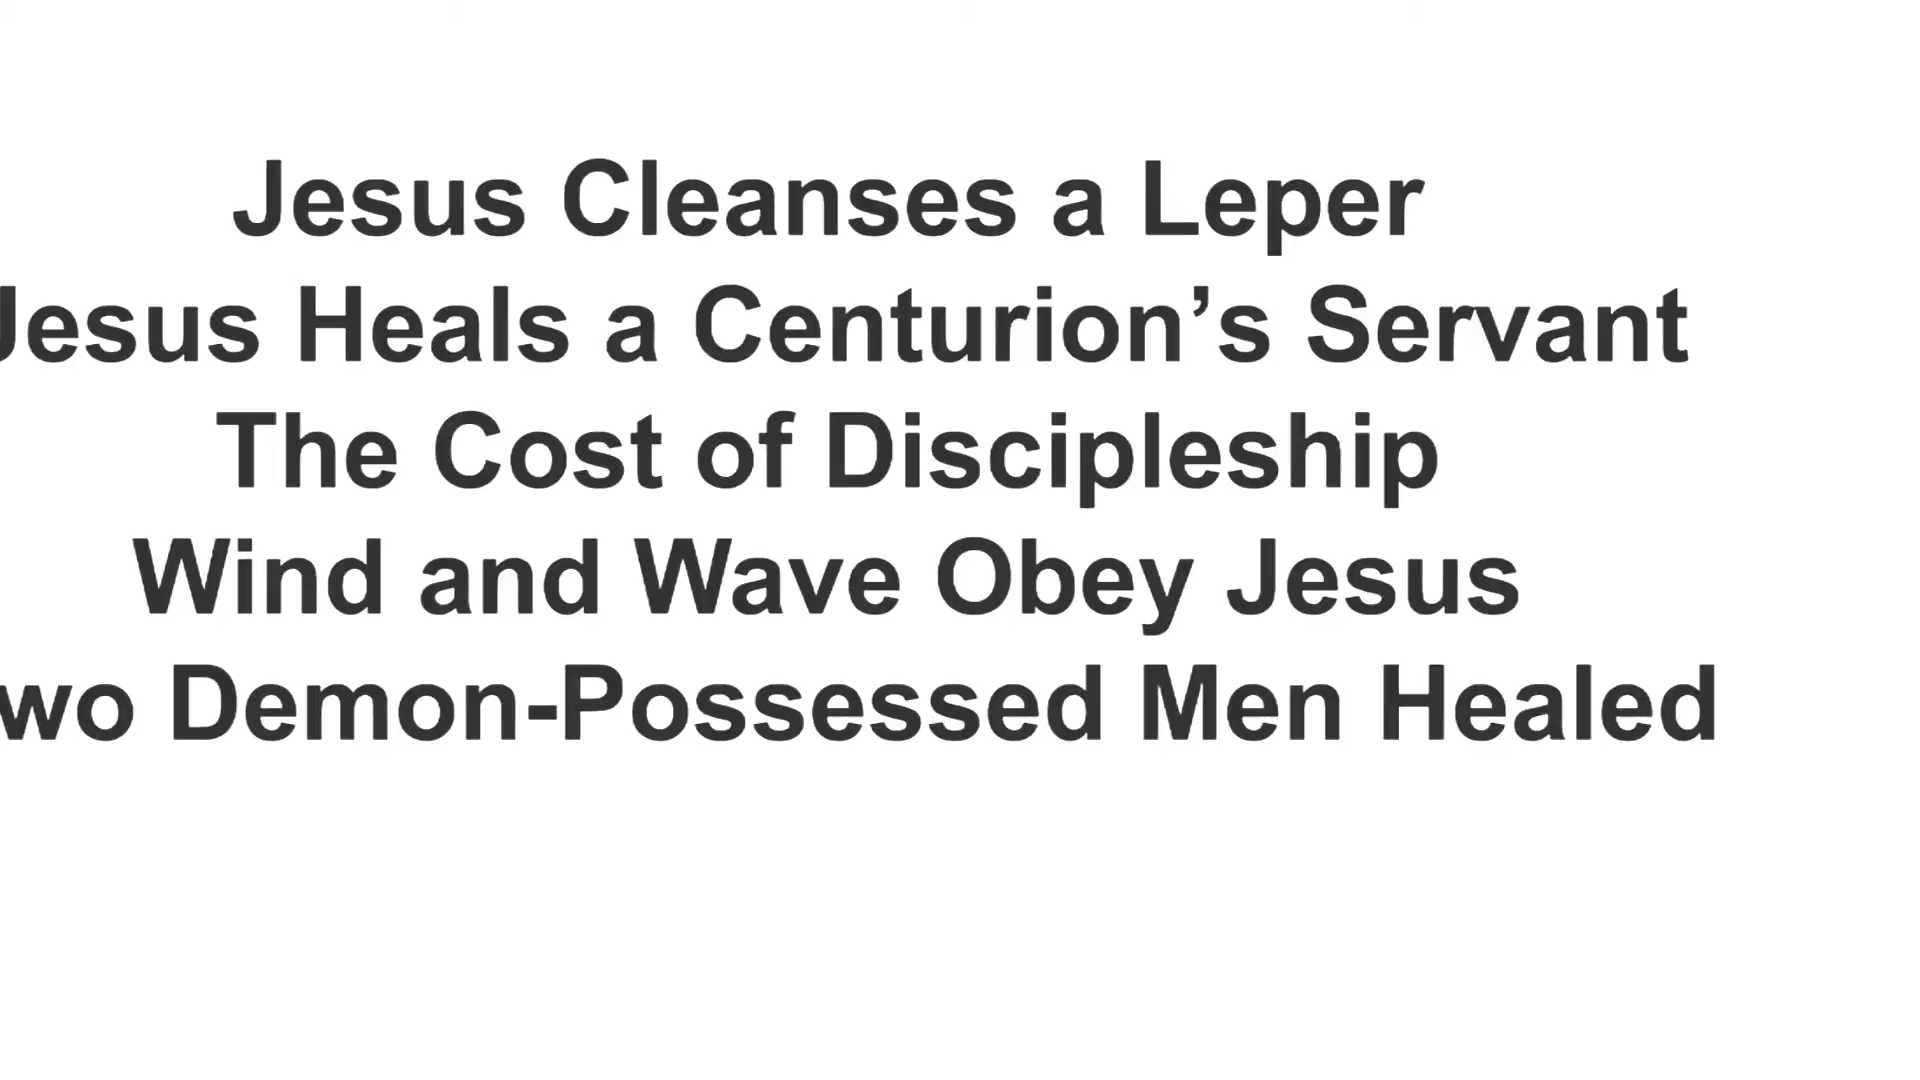 Jesus Cleanses a Leper
Jesus Heals a Centurion’s Servant
The Cost of Discipleship
Wind and Wave Obey Jesus
wo Demon-Possessed Men Healed